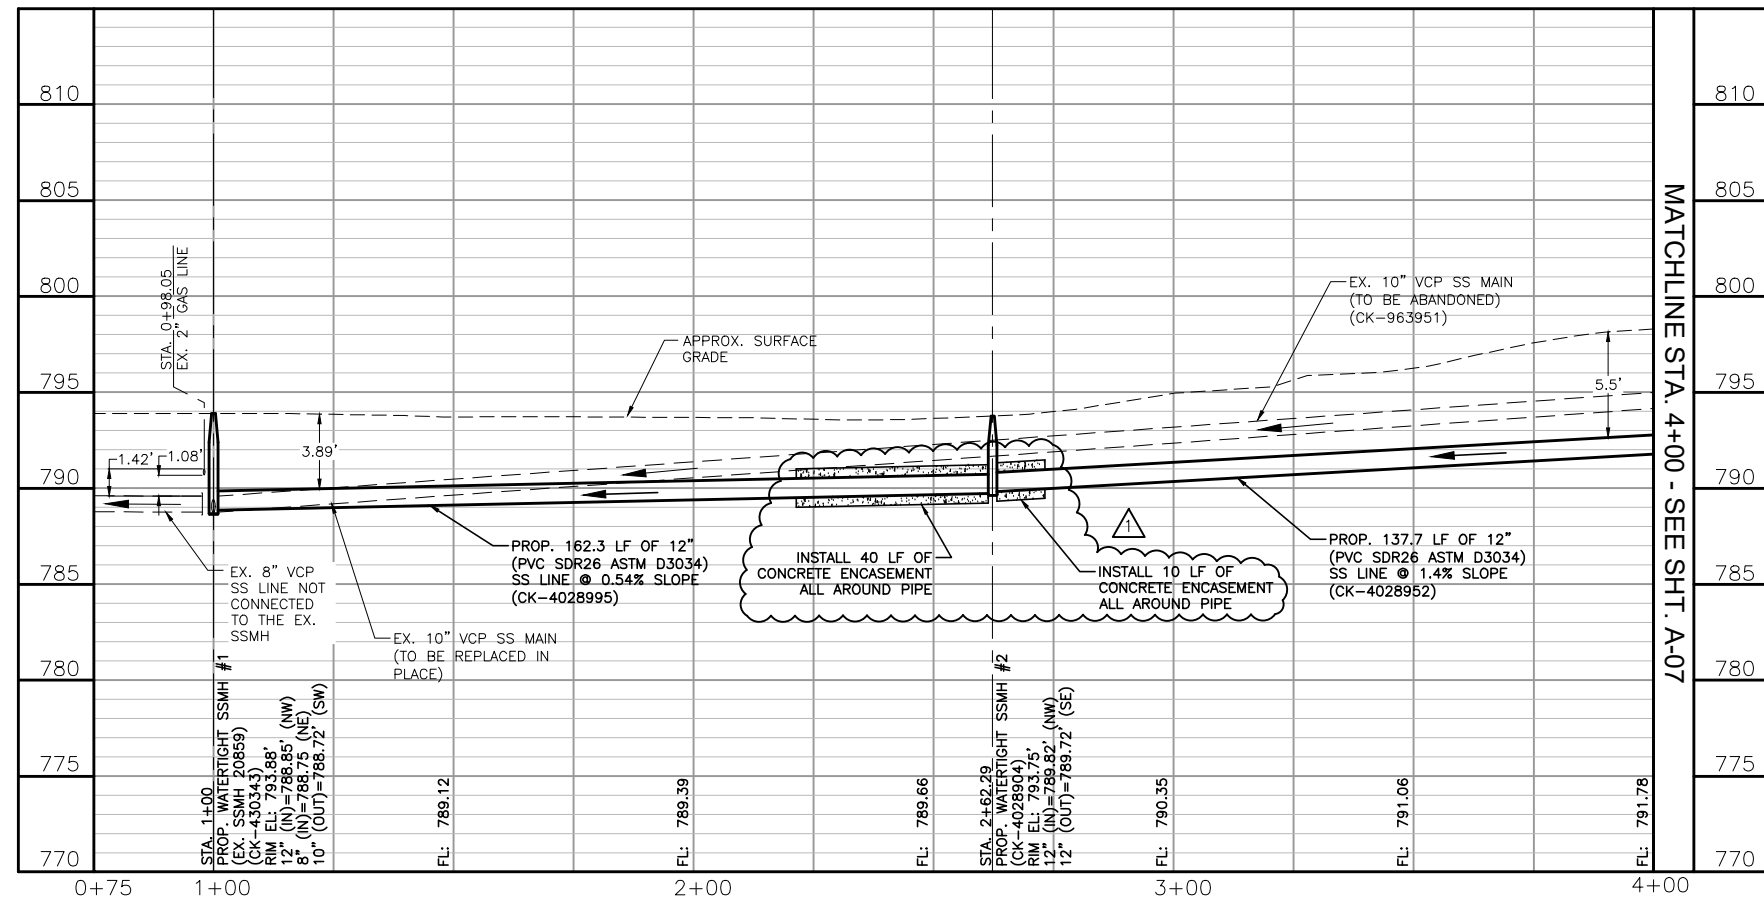 810
805
800
795
790
785
780
775
770
810
805
800
795
790
785
780
775
770
MATCHLINE STA. 4+00 - SEE SHT. A-07
STA. 0+98.05
EX. 2" GAS LINE
APPROX. SURFACE
GRADE
EX. 10" VCP SS MAIN
(TO BE ABANDONED)
(CK-963951)
5.5'
1.42'
1.08'
3.89'
EX. 8" VCP
SS LINE NOT
CONNECTED
TO THE EX.
SSMH
PROP. 162.3 LF OF 12"
(PVC SDR26 ASTM D3034)
SS LINE @ 0.54% SLOPE
(CK-4028995)
EX. 10" VCP SS MAIN
(TO BE REPLACED IN
PLACE)
INSTALL 40 LF OF
CONCRETE ENCASEMENT
ALL AROUND PIPE
INSTALL 10 LF OF
CONCRETE ENCASEMENT
ALL AROUND PIPE
1
PROP. 137.7 LF OF 12"
(PVC SDR26 ASTM D3034)
SS LINE @ 1.4% SLOPE
(CK-4028952)
STA. 1+00
PROP. WATERTIGHT SSMH #1
(EX. SSMH 20859)
(CK-430343)
RIM EL: 793.88'
12" (IN)=788.85' (NW)
8" (IN)=788.75 (NE)
10" (OUT)=788.72' (SW)
FL: 789.12
FL: 789.39
FL: 789.66
STA. 2+62.29
PROP. WATERTIGHT SSMH #2
(CK-4028904)
RIM EL: 793.75'
12" (IN)=789.82' (NW)
12" (OUT)=789.72' (SE)
FL: 790.35
FL: 791.06
FL: 791.78
0+75
1+00
2+00
3+00
4+00